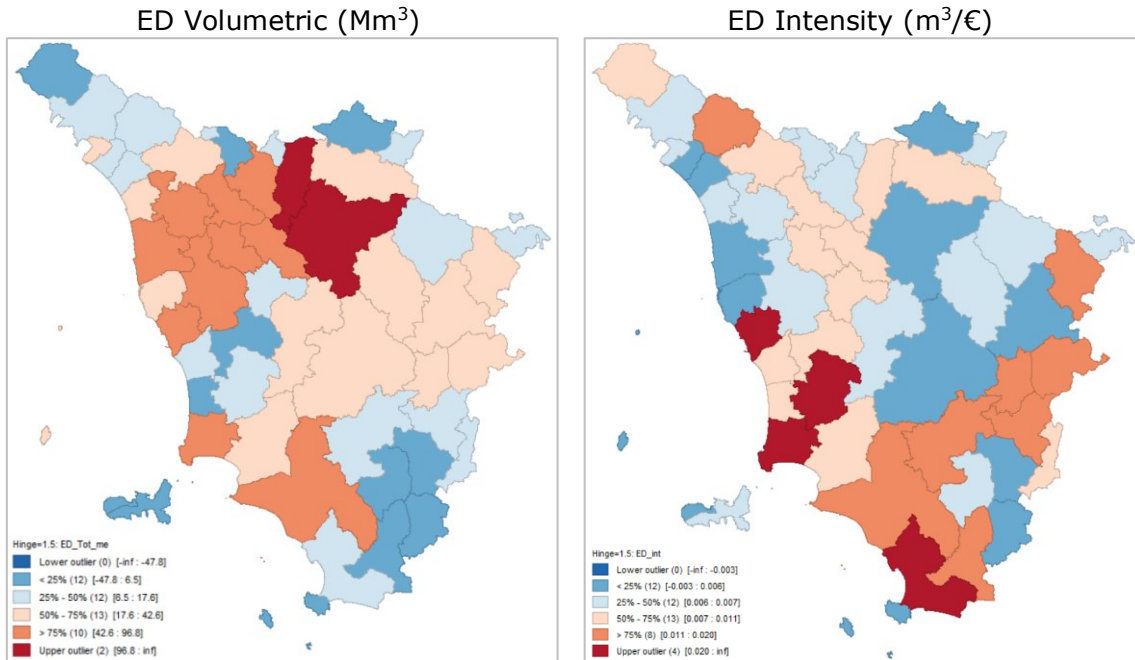 ED Volumetric (Mm³)
ED Intensity (m³/€)
Hinge=1.5: ED_Tot_me
Lower outlier (0) [-inf : -47.8]
< 25% (12) [-47.8 : 6.5]
25% - 50% (12) [6.5 : 17.6]
50% - 75% (13) [17.6 : 42.6]
> 75% (10) [42.6 : 96.8]
Upper outlier (2) [96.8 : inf]
Hinge=1.5: ED_int
Lower outlier (0) [-inf : -0.003]
< 25% (12) [-0.003 : 0.006]
25% - 50% (12) [0.006 : 0.007]
50% - 75% (13) [0.007 : 0.011]
> 75% (8) [0.011 : 0.020]
Upper outlier (4) [0.020 : inf]